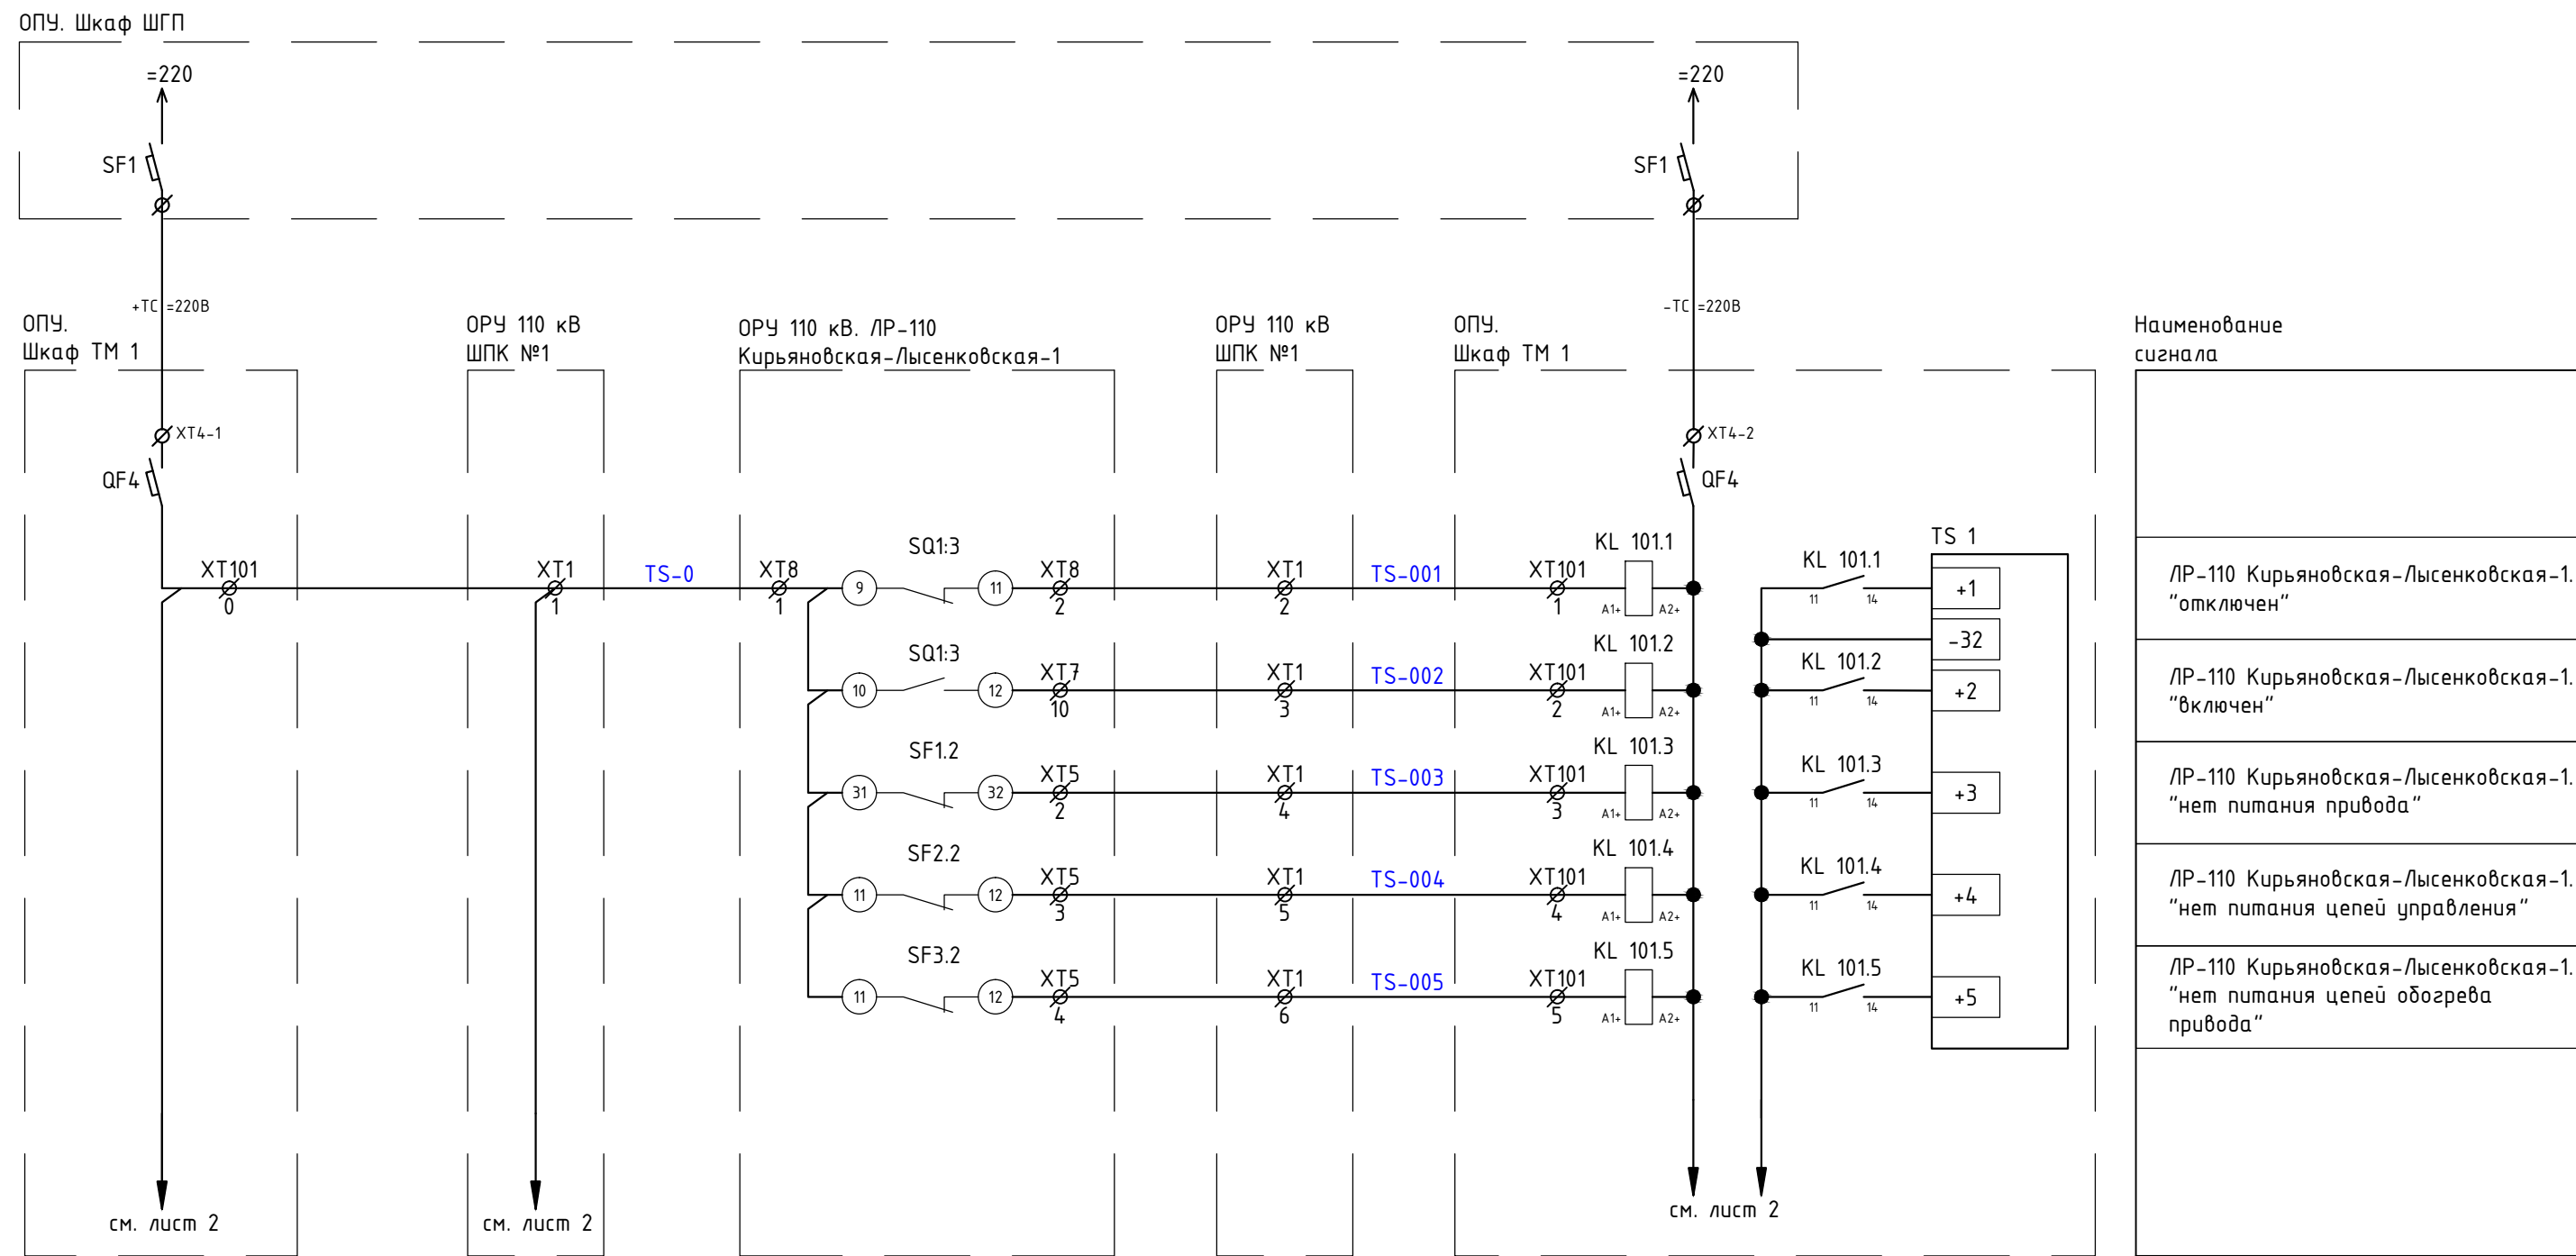 ОПУ. Шкаф ШГП
=220
=220
SF1
SF1
+ТС =220В
-ТС =220В
ОПУ.
Шкаф ТМ 1
ОРУ 110 кВ
ШПК №1
ОРУ 110 кВ. ЛР-110
Кирьяновская-Лысенковская-1
ОРУ 110 кВ
ШПК №1
ОПУ.
Шкаф ТМ 1
Наименование
сигнала
XT4-1
XT4-2
QF4
QF4
TS 1
XT101
0
XT1
1
TS-0
XT8
1
SQ1:3
9
11
XT8
2
XT1
2
TS-001
XT101
1
KL 101.1
A1+
A2+
KL 101.1
11
14
+1
ЛР-110 Кирьяновская-Лысенковская-1.
"отключен"
-32
SQ1:3
10
12
XT7
10
XT1
3
TS-002
XT101
2
KL 101.2
A1+
A2+
KL 101.2
11
14
+2
ЛР-110 Кирьяновская-Лысенковская-1.
"включен"
SF1.2
31
32
XT5
2
XT1
4
TS-003
XT101
3
KL 101.3
A1+
A2+
KL 101.3
11
14
+3
ЛР-110 Кирьяновская-Лысенковская-1.
"нет питания привода"
SF2.2
11
12
XT5
3
XT1
5
TS-004
XT101
4
KL 101.4
A1+
A2+
KL 101.4
11
14
+4
ЛР-110 Кирьяновская-Лысенковская-1.
"нет питания цепей управления"
SF3.2
11
12
XT5
4
XT1
6
TS-005
XT101
5
KL 101.5
A1+
A2+
KL 101.5
11
14
+5
ЛР-110 Кирьяновская-Лысенковская-1.
"нет питания цепей обогрева
привода"
см. лист 2
см. лист 2
см. лист 2